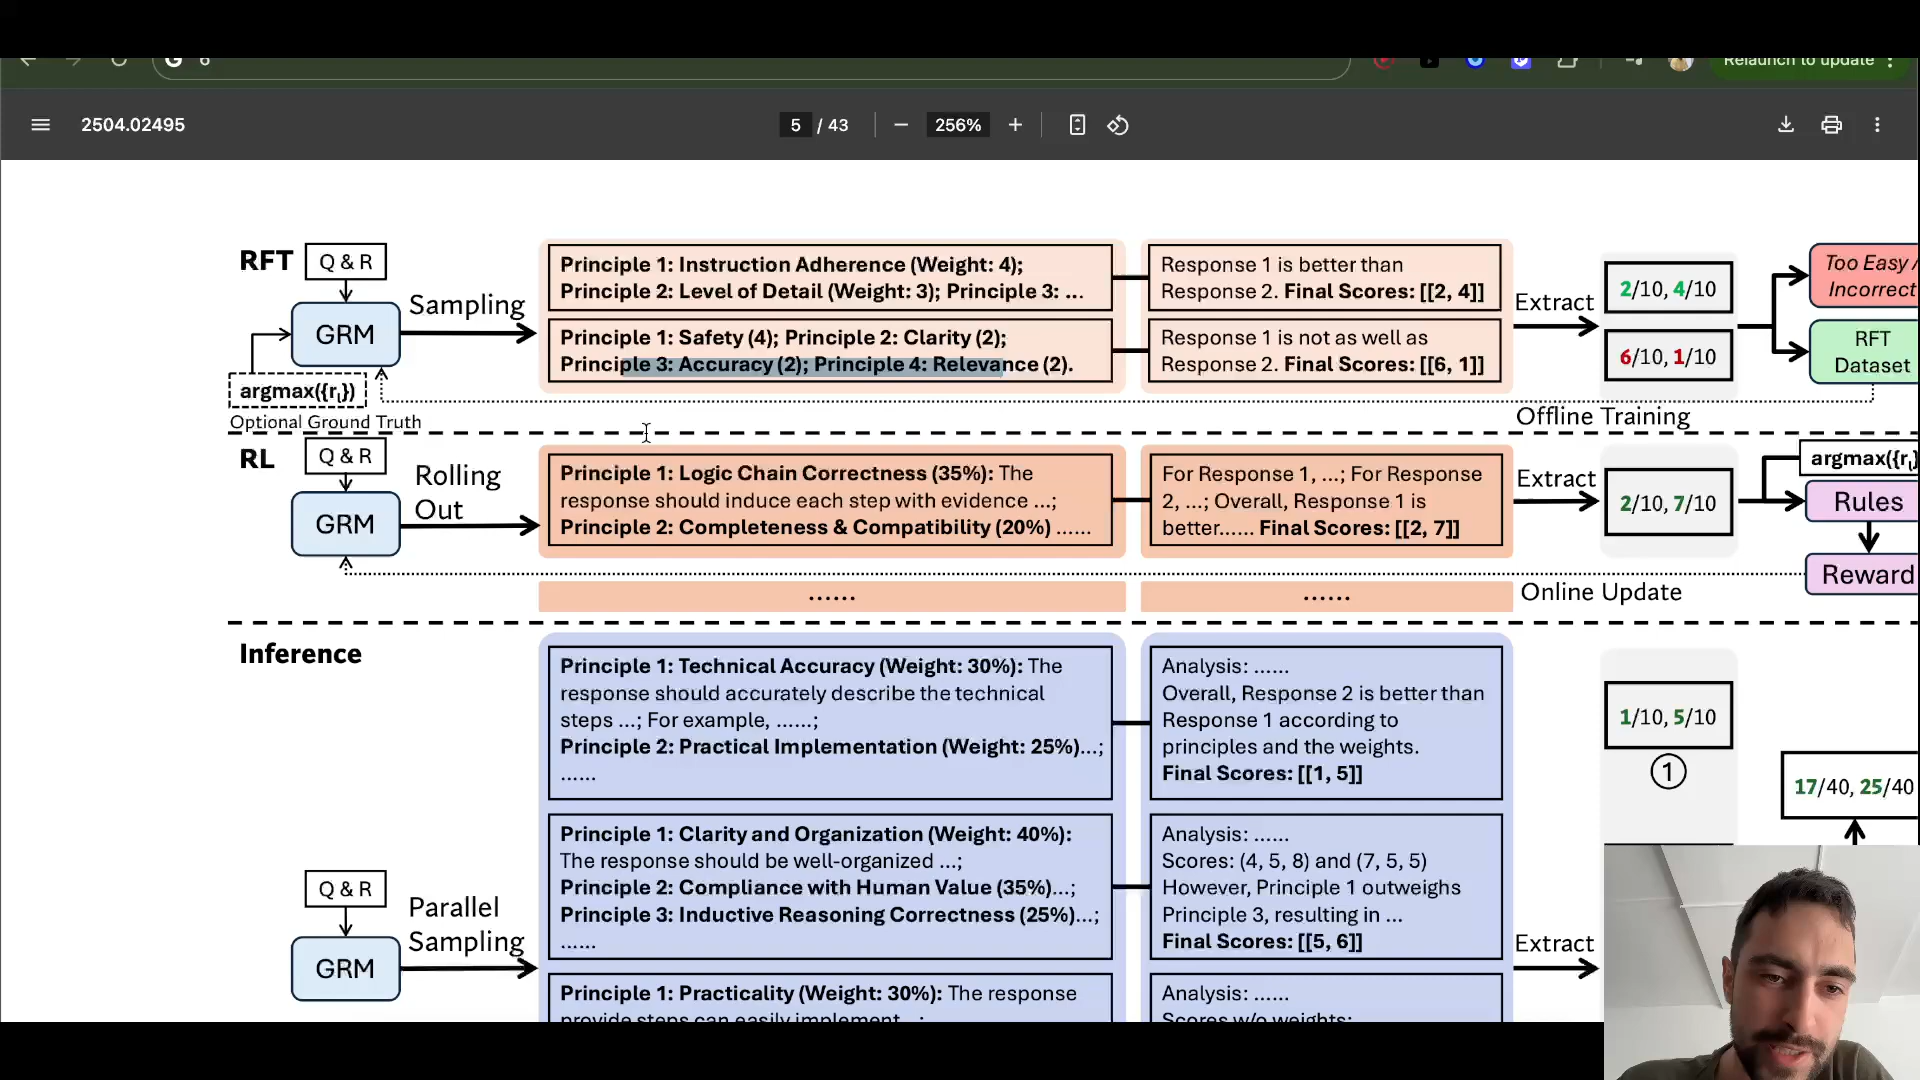 6
Relaunch to update
2504.02495
5 / 43
256%
RFT
Q & R
GRM
argmax({rᵢ})
Optional Ground Truth
Sampling
Principle 1: Instruction Adherence (Weight: 4);
Principle 2: Level of Detail (Weight: 3); Principle 3: ...
Principle 1: Safety (4); Principle 2: Clarity (2);
Principle 3: Accuracy (2); Principle 4: Relevance (2).
Response 1 is better than
Response 2. Final Scores: [[2, 4]]
Response 1 is not as well as
Response 2. Final Scores: [[6, 1]]
Extract
2/10, 4/10
6/10, 1/10
Too Easy /
Incorrect
RFT
Dataset
Offline Training
RL
Q & R
GRM
Rolling
Out
Principle 1: Logic Chain Correctness (35%): The
response should induce each step with evidence ...;
Principle 2: Completeness & Compatibility (20%) ......
For Response 1, ...; For Response
2, ...; Overall, Response 1 is
better...... Final Scores: [[2, 7]]
Extract
2/10, 7/10
argmax({rᵢ}
Rules
Reward
......
......
Online Update
Inference
Q & R
GRM
Parallel
Sampling
Principle 1: Technical Accuracy (Weight: 30%): The
response should accurately describe the technical
steps ...; For example, ......;
Principle 2: Practical Implementation (Weight: 25%)...;
......
Analysis: ......
Overall, Response 2 is better than
Response 1 according to
principles and the weights.
Final Scores: [[1, 5]]
Principle 1: Clarity and Organization (Weight: 40%):
The response should be well-organized ...;
Principle 2: Compliance with Human Value (35%)...;
Principle 3: Inductive Reasoning Correctness (25%)...;
......
Analysis: ......
Scores: (4, 5, 8) and (7, 5, 5)
However, Principle 1 outweighs
Principle 3, resulting in ...
Final Scores: [[5, 6]]
Principle 1: Practicality (Weight: 30%): The response
provide steps can easily implement ...;
Analysis: ......
Scores w/o weights:
Extract
1/10, 5/10
1
17/40, 25/40